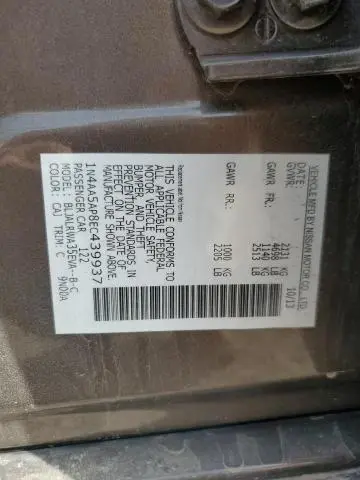 VEHICLE MFD BY NISSAN MOTOR CO., LTD.
DATE: 10/13
GVWR: 2131 KG
4698 LB
GAWR FR.: 1140 KG
2513 LB
GAWR RR.: 1000 KG
2205 LB
THIS VEHICLE CONFORMS TO
ALL APPLICABLE FEDERAL
MOTOR VEHICLE SAFETY,
BUMPER, AND THEFT
PREVENTION STANDARDS IN
EFFECT ON THE DATE OF
MANUFACTURE SHOWN ABOVE.
1N4AA5AP8EC439937
PASSENGER CAR 122
MODEL: BLJALRWA35EVA--B-C
COLOR: CAJ TRIM: C 9N00A